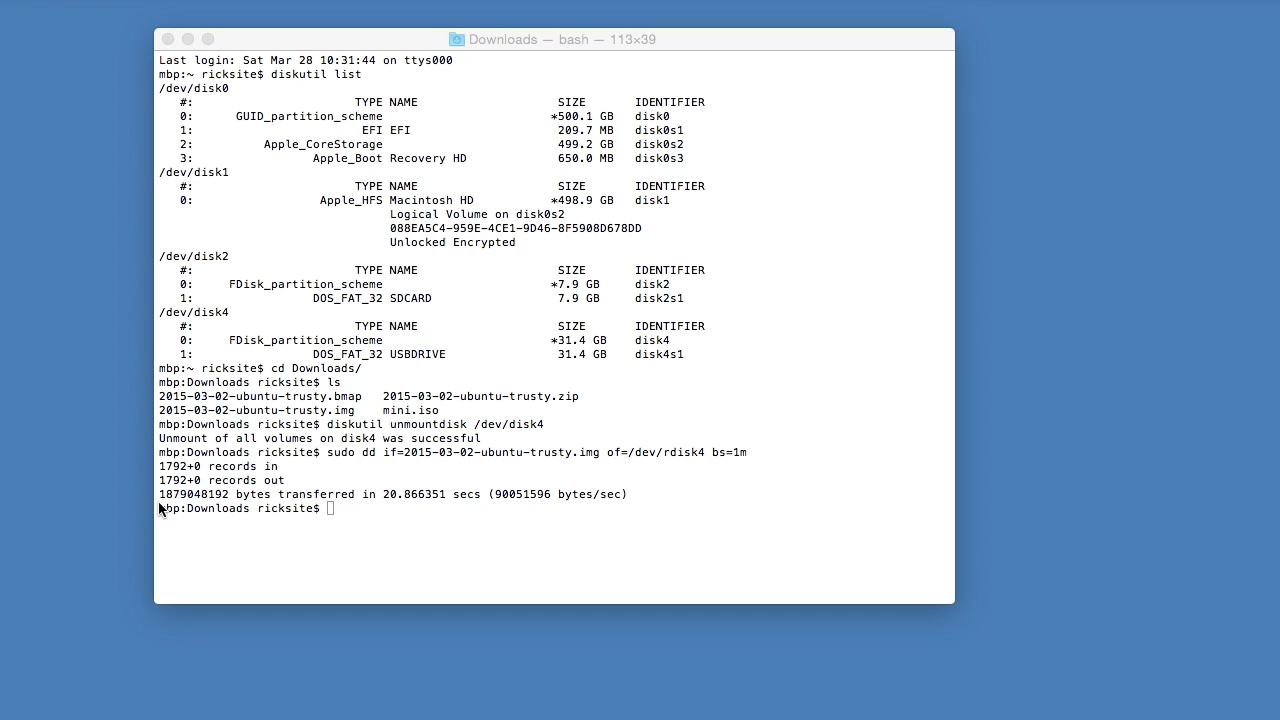 Downloads — bash — 113×39
Last login: Sat Mar 28 10:31:44 on ttys000
mbp:~ ricksite$ diskutil list
/dev/disk0
   #:                       TYPE NAME                    SIZE       IDENTIFIER
   0:      GUID_partition_scheme                        *500.1 GB   disk0
   1:                        EFI EFI                     209.7 MB   disk0s1
   2:          Apple_CoreStorage                         499.2 GB   disk0s2
   3:                 Apple_Boot Recovery HD             650.0 MB   disk0s3
/dev/disk1
   #:                       TYPE NAME                    SIZE       IDENTIFIER
   0:                  Apple_HFS Macintosh HD           *498.9 GB   disk1
                                 Logical Volume on disk0s2
                                 088EA5C4-959E-4CE1-9D46-8F5908D678DD
                                 Unlocked Encrypted
/dev/disk2
   #:                       TYPE NAME                    SIZE       IDENTIFIER
   0:     FDisk_partition_scheme                        *7.9 GB     disk2
   1:                 DOS_FAT_32 SDCARD                  7.9 GB     disk2s1
/dev/disk4
   #:                       TYPE NAME                    SIZE       IDENTIFIER
   0:     FDisk_partition_scheme                        *31.4 GB    disk4
   1:                 DOS_FAT_32 USBDRIVE                31.4 GB    disk4s1
mbp:~ ricksite$ cd Downloads/
mbp:Downloads ricksite$ ls
2015-03-02-ubuntu-trusty.bmap   2015-03-02-ubuntu-trusty.zip
2015-03-02-ubuntu-trusty.img    mini.iso
mbp:Downloads ricksite$ diskutil unmountdisk /dev/disk4
Unmount of all volumes on disk4 was successful
mbp:Downloads ricksite$ sudo dd if=2015-03-02-ubuntu-trusty.img of=/dev/rdisk4 bs=1m
1792+0 records in
1792+0 records out
1879048192 bytes transferred in 20.866351 secs (90051596 bytes/sec)
mbp:Downloads ricksite$